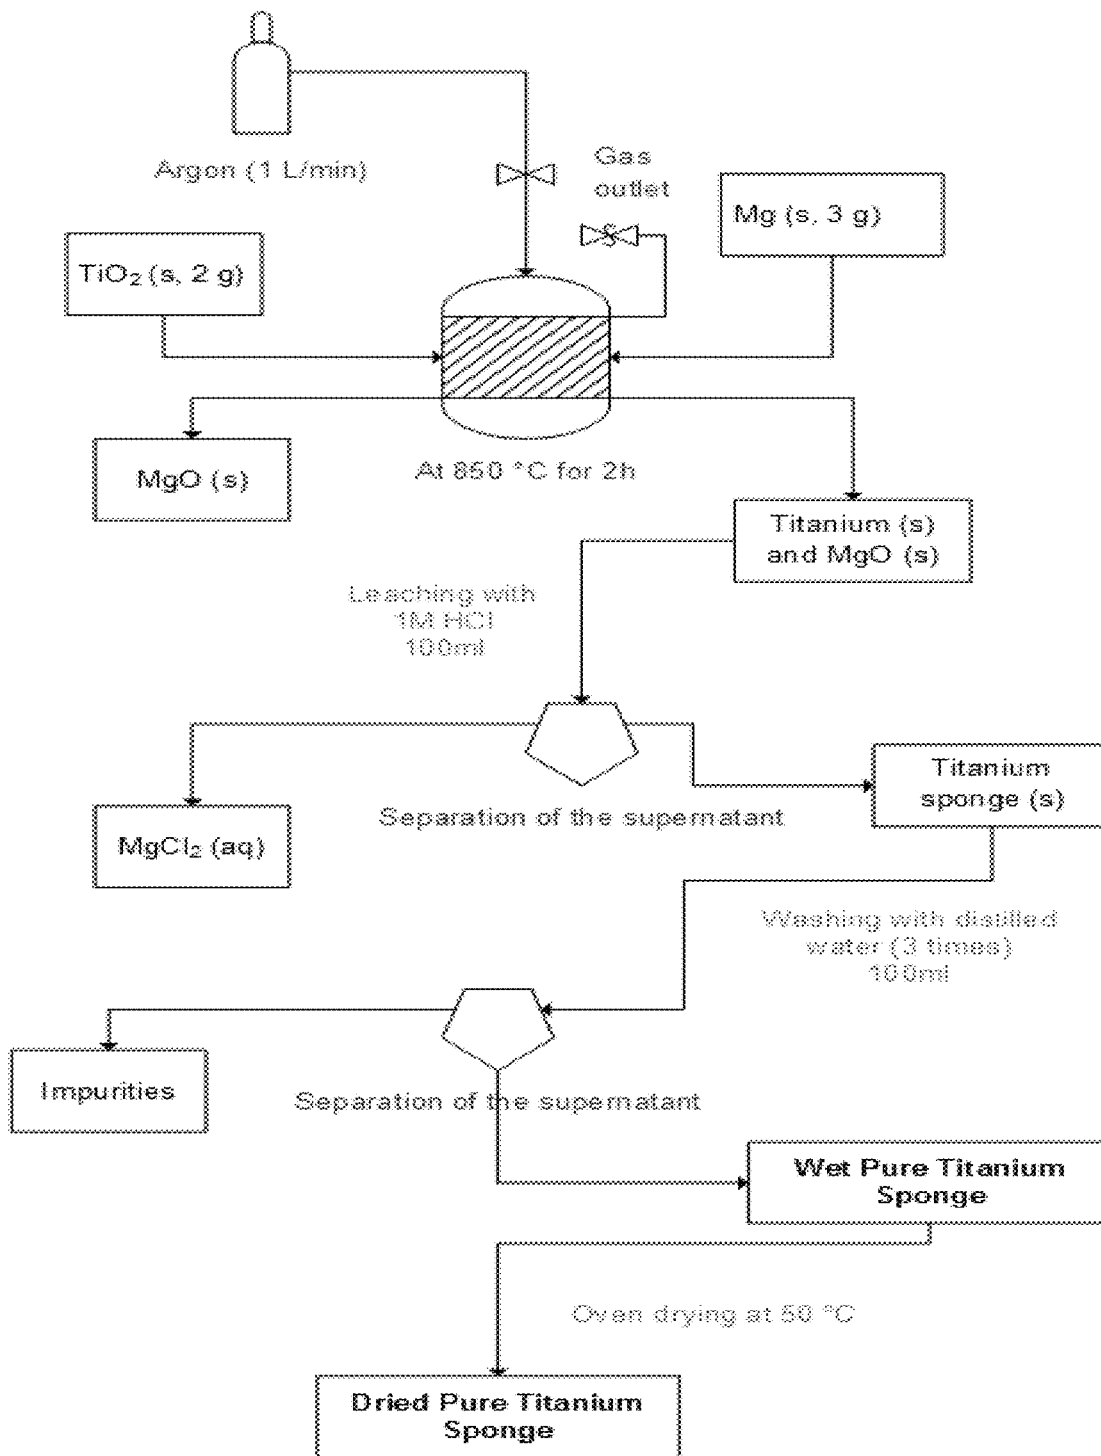 Argon (1 L/min)
Gas
outlet
Mg (s, 3 g)
TiO₂ (s, 2 g)
MgO (s)
At 850 °C for 2h
Titanium (s)
and MgO (s)
Leaching with
1M HCl
100ml
Titanium
sponge (s)
Separation of the supernatant
MgCl₂ (aq)
Washing with distilled
water (3 times)
100ml
Impurities
Separation of the supernatant
Wet Pure Titanium
Sponge
Oven drying at 50 °C
Dried Pure Titanium
Sponge